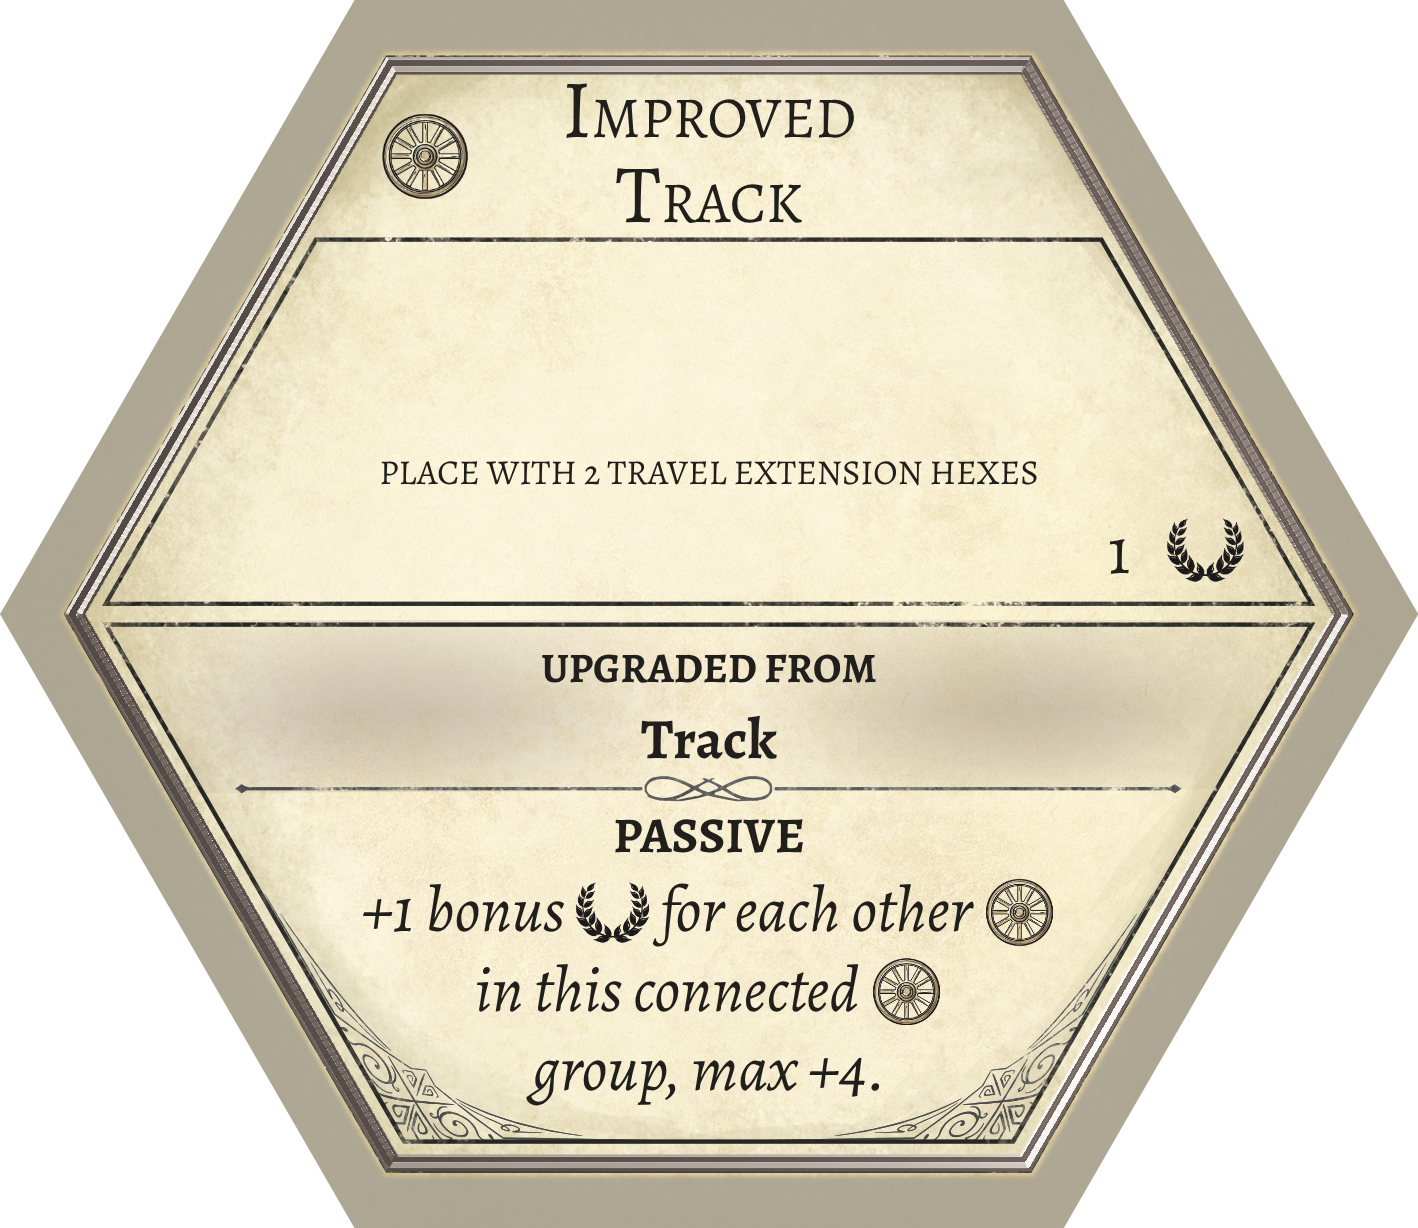 Improved
Track
PLACE WITH 2 TRAVEL EXTENSION HEXES
1
UPGRADED FROM
Track
PASSIVE
+1 bonus for each other
in this connected
group, max +4.